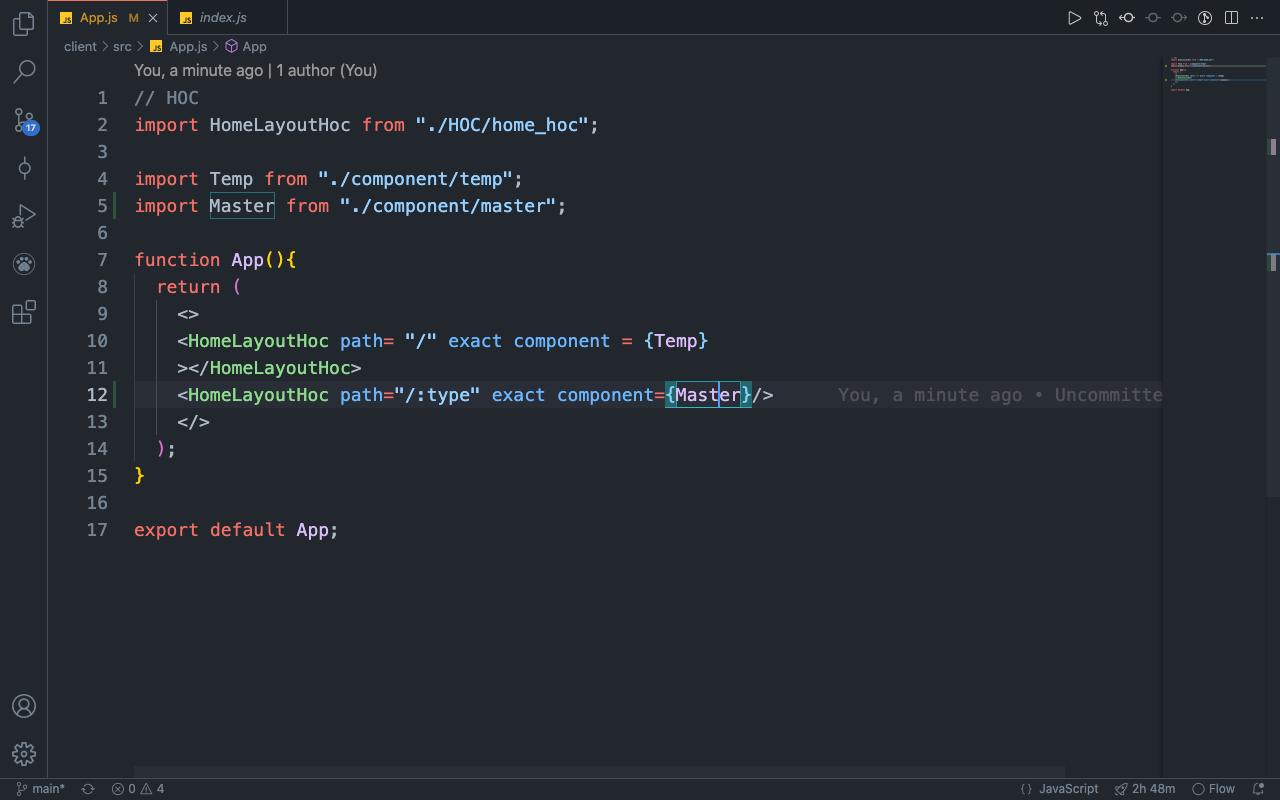 JS App.js M
JS index.js
client > src > JS App.js > App
You, a minute ago | 1 author (You)
1 // HOC
2 import HomeLayoutHoc from "./HOC/home_hoc";
3
4 import Temp from "./component/temp";
5 import Master from "./component/master";
6
7 function App(){
8 return (
9 <>
10 <HomeLayoutHoc path= "/" exact component = {Temp}
11 ></HomeLayoutHoc>
12 <HomeLayoutHoc path="/:type" exact component={Master}/> You, a minute ago • Uncommitte
13 </>
14 );
15 }
16
17 export default App;
17
main* 0 4
{ } JavaScript 2h 48m Flow